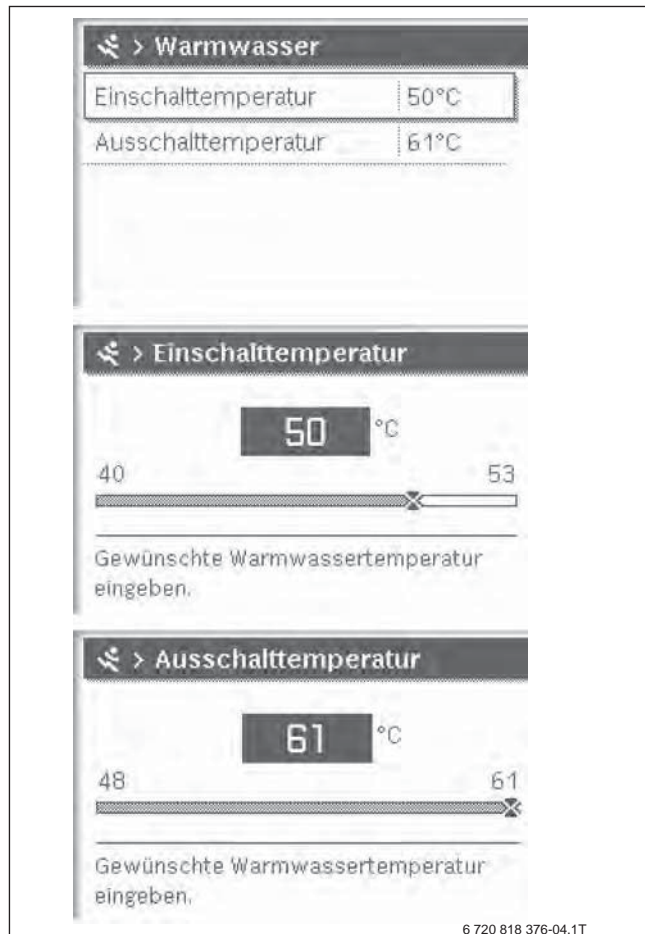 > Warmwasser
Einschalttemperatur 50°C
Ausschalttemperatur 61°C
> Einschalttemperatur
50 °C
40 53
Gewünschte Warmwassertemperatur
eingeben.
> Ausschalttemperatur
61 °C
48 61
Gewünschte Warmwassertemperatur
eingeben.
6 720 818 376-04.1T